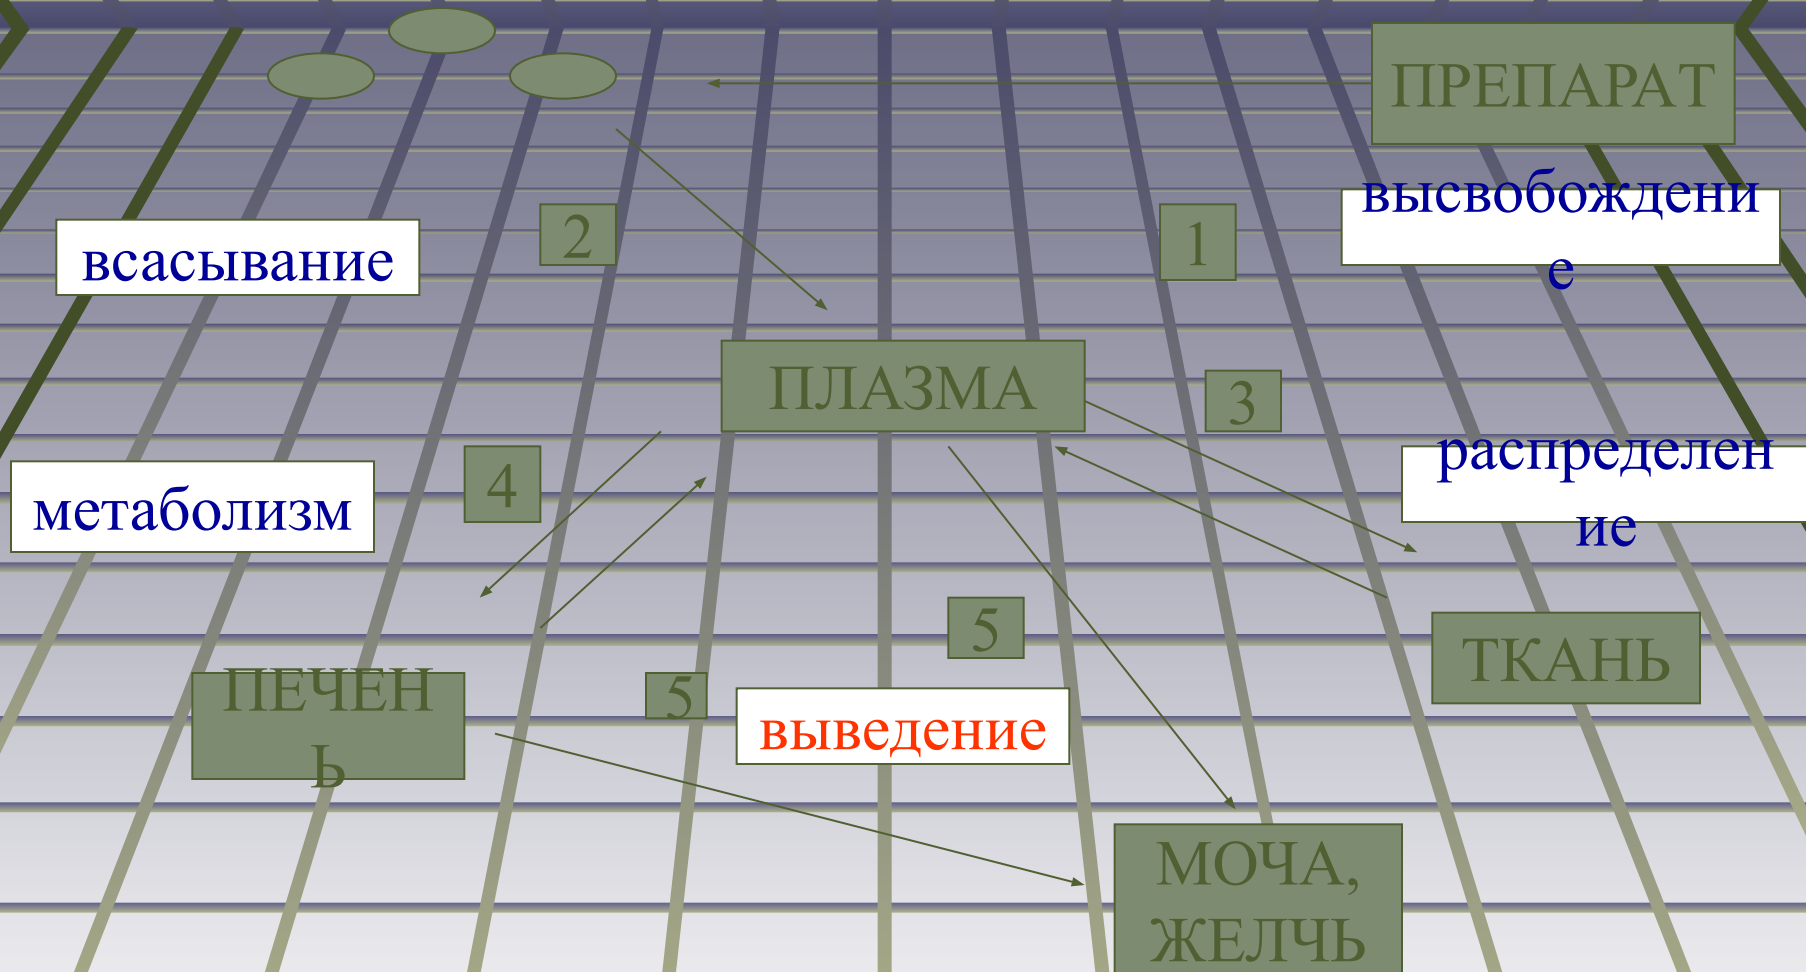 ПРЕПАРАТ
высвобождени
е
1
2
всасывание
ПЛАЗМА
3
распределен
ие
4
метаболизм
5
ТКАНЬ
ПЕЧЕН
Ь
5
выведение
МОЧА,
ЖЕЛЧЬ